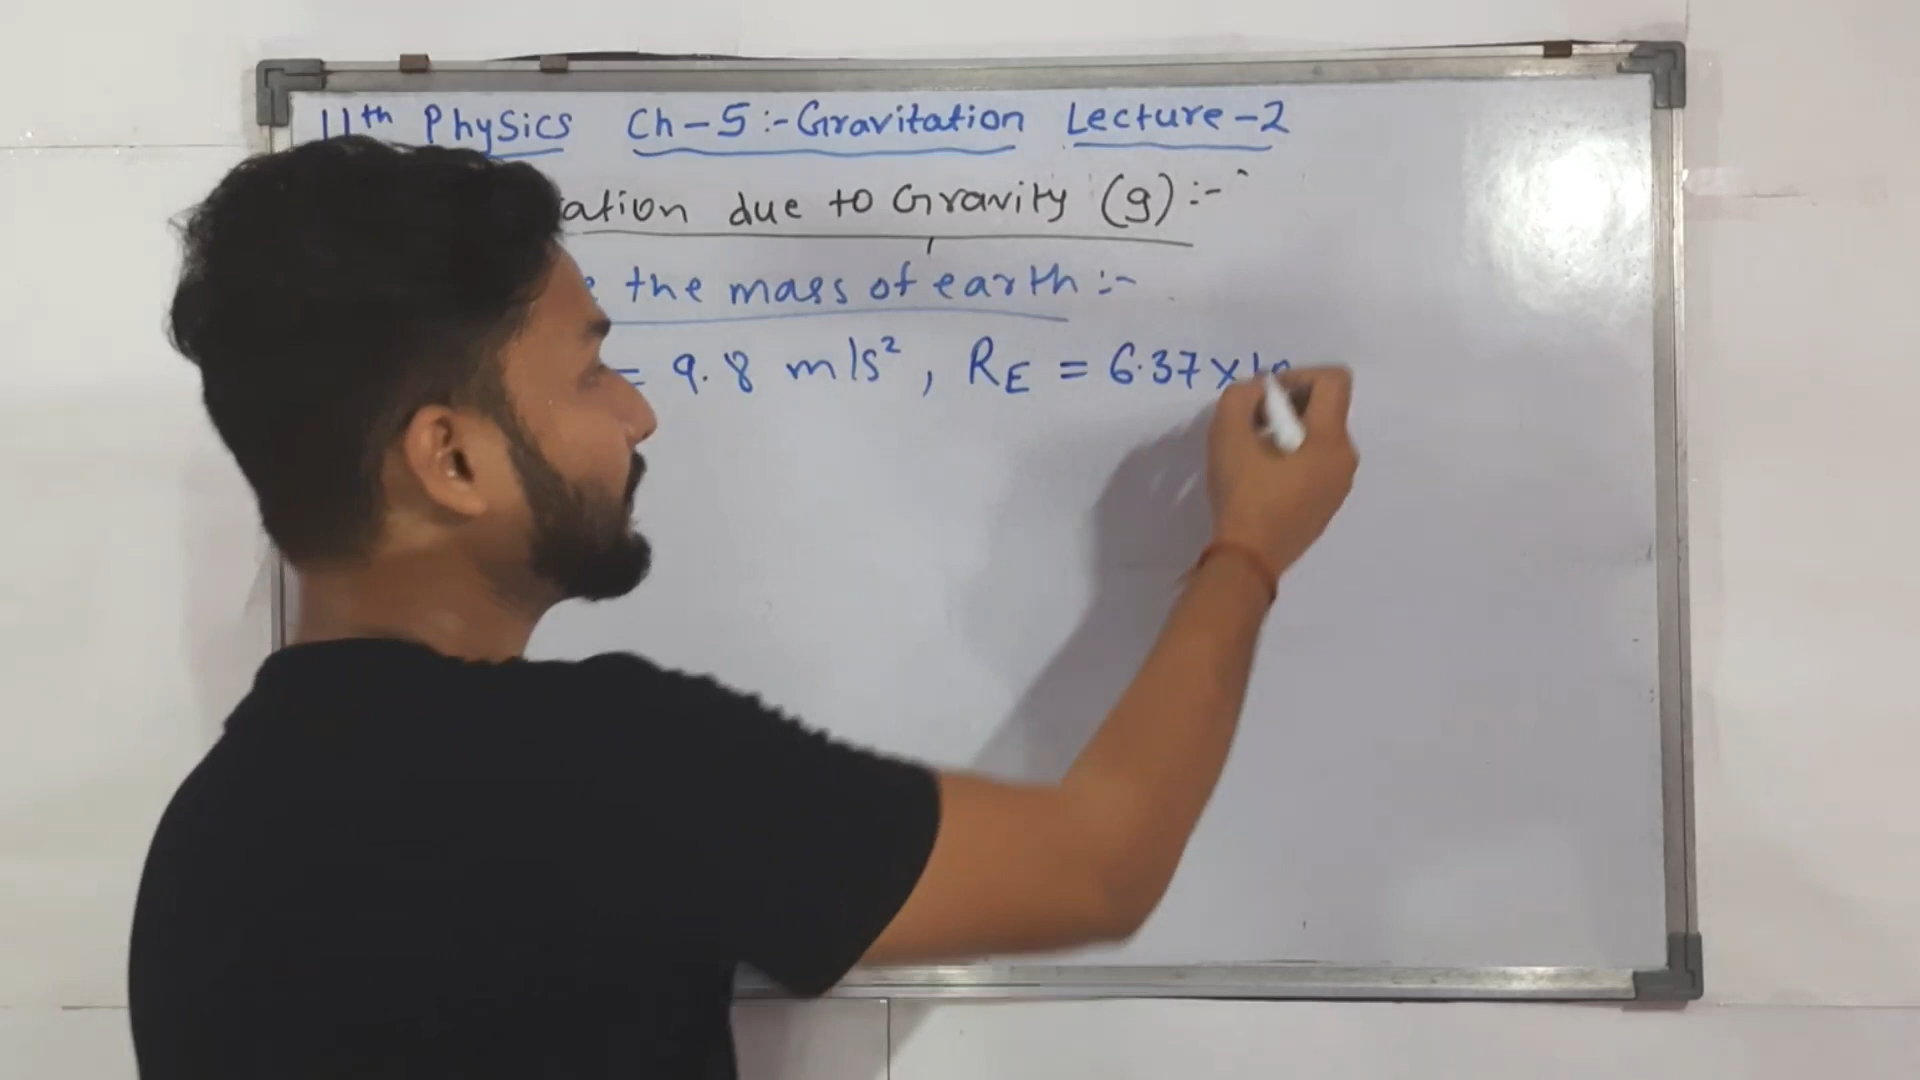 11th Physics Ch-5:-Gravitation Lecture-2
ation due to Gravity (g):-
the mass of earth:-
= 9.8 m/s², RE = 6.37×10